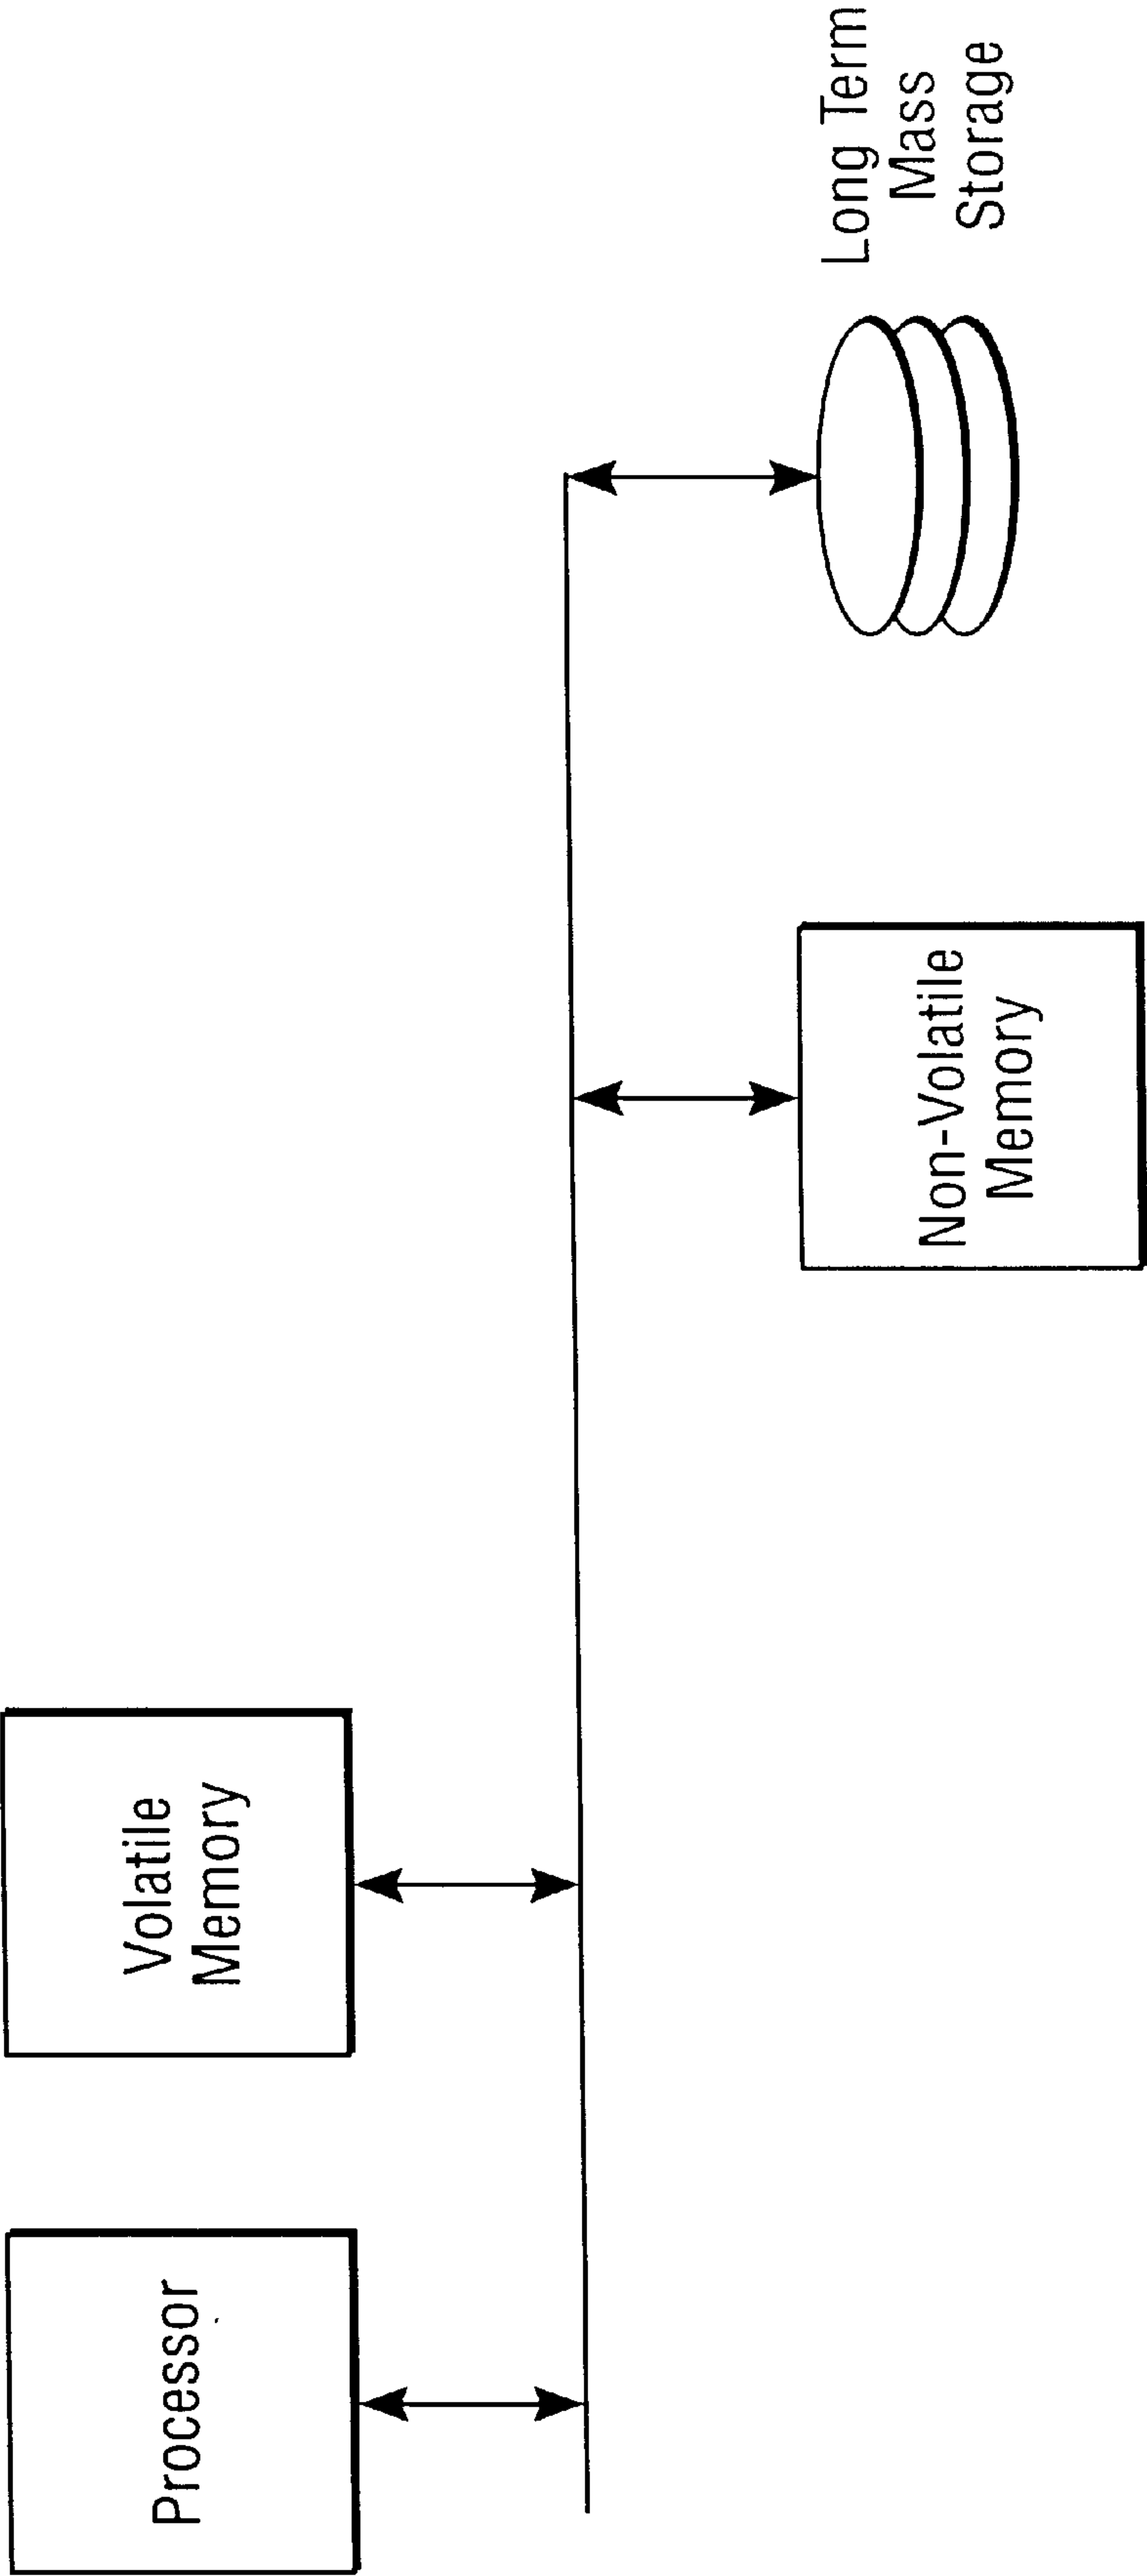 Processor
Volatile
Memory
Non-Volatile
Memory
Long Term
Mass
Storage